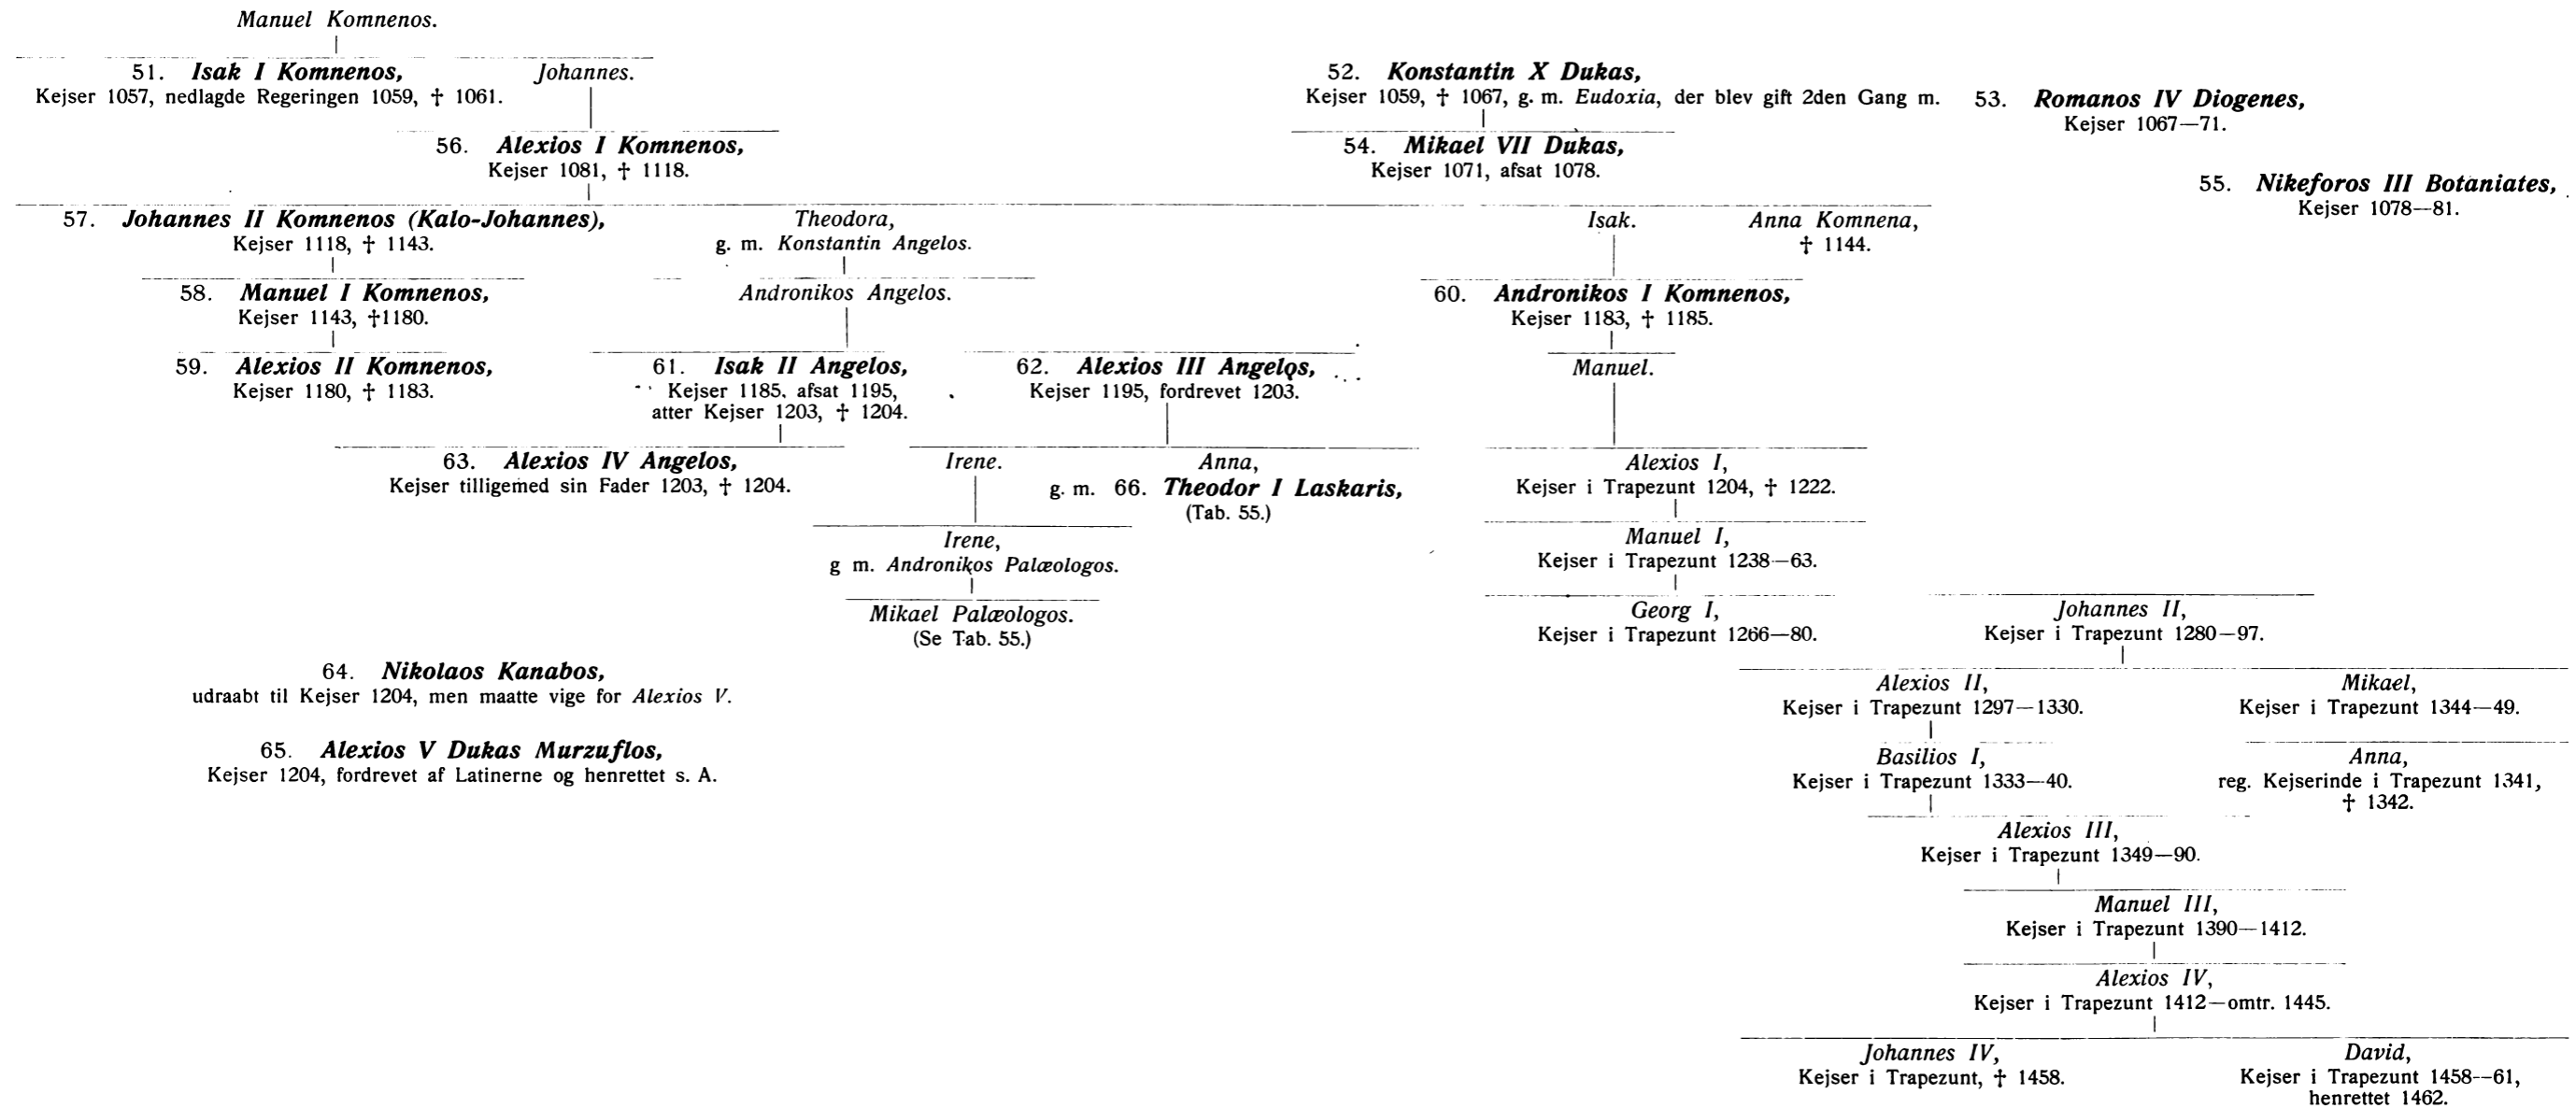 Manuel Komnenos.
51. Isak I Komnenos,
Kejser 1057, nedlagde Regeringen 1059, † 1061.
Johannes.
52. Konstantin X Dukas,
Kejser 1059, † 1067, g. m. Eudoxia, der blev gift 2den Gang m.
53. Romanos IV Diogenes,
Kejser 1067—71.
56. Alexios I Komnenos,
Kejser 1081, † 1118.
54. Mikael VII Dukas,
Kejser 1071, afsat 1078.
55. Nikeforos III Botaniates,
Kejser 1078—81.
57. Johannes II Komnenos (Kalo-Johannes),
Kejser 1118, † 1143.
Theodora,
g. m. Konstantin Angelos.
Isak.
Anna Komnena,
† 1144.
58. Manuel I Komnenos,
Kejser 1143, †1180.
Andronikos Angelos.
60. Andronikos I Komnenos,
Kejser 1183, † 1185.
59. Alexios II Komnenos,
Kejser 1180, † 1183.
61. Isak II Angelos,
Kejser 1185, afsat 1195,
atter Kejser 1203, † 1204.
62. Alexios III Angelos,
Kejser 1195, fordrevet 1203.
Manuel.
63. Alexios IV Angelos,
Kejser tilligemed sin Fader 1203, † 1204.
Irene.
Anna,
g. m. 66. Theodor I Laskaris,
(Tab. 55.)
Alexios I,
Kejser i Trapezunt 1204, † 1222.
Irene,
g m. Andronikos Palæologos.
Manuel I,
Kejser i Trapezunt 1238—63.
Mikael Palæologos.
(Se Tab. 55.)
Georg I,
Kejser i Trapezunt 1266—80.
Johannes II,
Kejser i Trapezunt 1280—97.
64. Nikolaos Kanabos,
udraabt til Kejser 1204, men maatte vige for Alexios V.
Alexios II,
Kejser i Trapezunt 1297—1330.
Mikael,
Kejser i Trapezunt 1344—49.
65. Alexios V Dukas Murzuflos,
Kejser 1204, fordrevet af Latinerne og henrettet s. A.
Basilios I,
Kejser i Trapezunt 1333—40.
Anna,
reg. Kejserinde i Trapezunt 1341,
† 1342.
Alexios III,
Kejser i Trapezunt 1349—90.
Manuel III,
Kejser i Trapezunt 1390—1412.
Alexios IV,
Kejser i Trapezunt 1412—omtr. 1445.
Johannes IV,
Kejser i Trapezunt, † 1458.
David,
Kejser i Trapezunt 1458—61,
henrettet 1462.